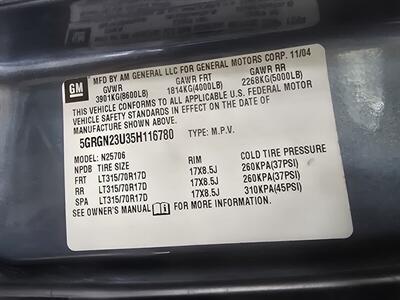 GM
MFD BY AM GENERAL LLC FOR GENERAL MOTORS CORP. 11/04
GVWR GAWR FRT GAWR RR
3901KG(8600LB) 1814KG(4000LB) 2268KG(5000LB)
THIS VEHICLE CONFORMS TO ALL APPLICABLE U.S. FEDERAL MOTOR
VEHICLE SAFETY STANDARDS IN EFFECT ON THE DATE OF
MANUFACTURE SHOWN ABOVE.
5GRGN23U35H116780 TYPE: M.P.V.
MODEL: N25706
NPDB TIRE SIZE RIM COLD TIRE PRESSURE
FRT LT315/70R17D 17X8.5J 260KPA(37PSI)
RR LT315/70R17D 17X8.5J 260KPA(37PSI)
SPA LT315/70R17D 17X8.5J 310KPA(45PSI)
SEE OWNER'S MANUAL FOR MORE INFORMATION.